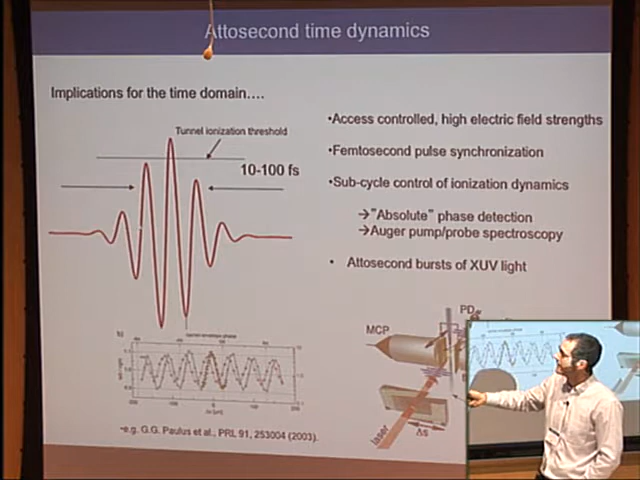 Attosecond time dynamics
Implications for the time domain....
Tunnel ionization threshold
10-100 fs
•Access controlled, high electric field strengths
•Femtosecond pulse synchronization
•Sub-cycle control of ionization dynamics
→"Absolute" phase detection
→Auger pump/probe spectroscopy
• Attosecond bursts of XUV light
MCP
PD
laser
Δs
•e.g. G.G. Paulus et al., PRL 91, 253004 (2003).